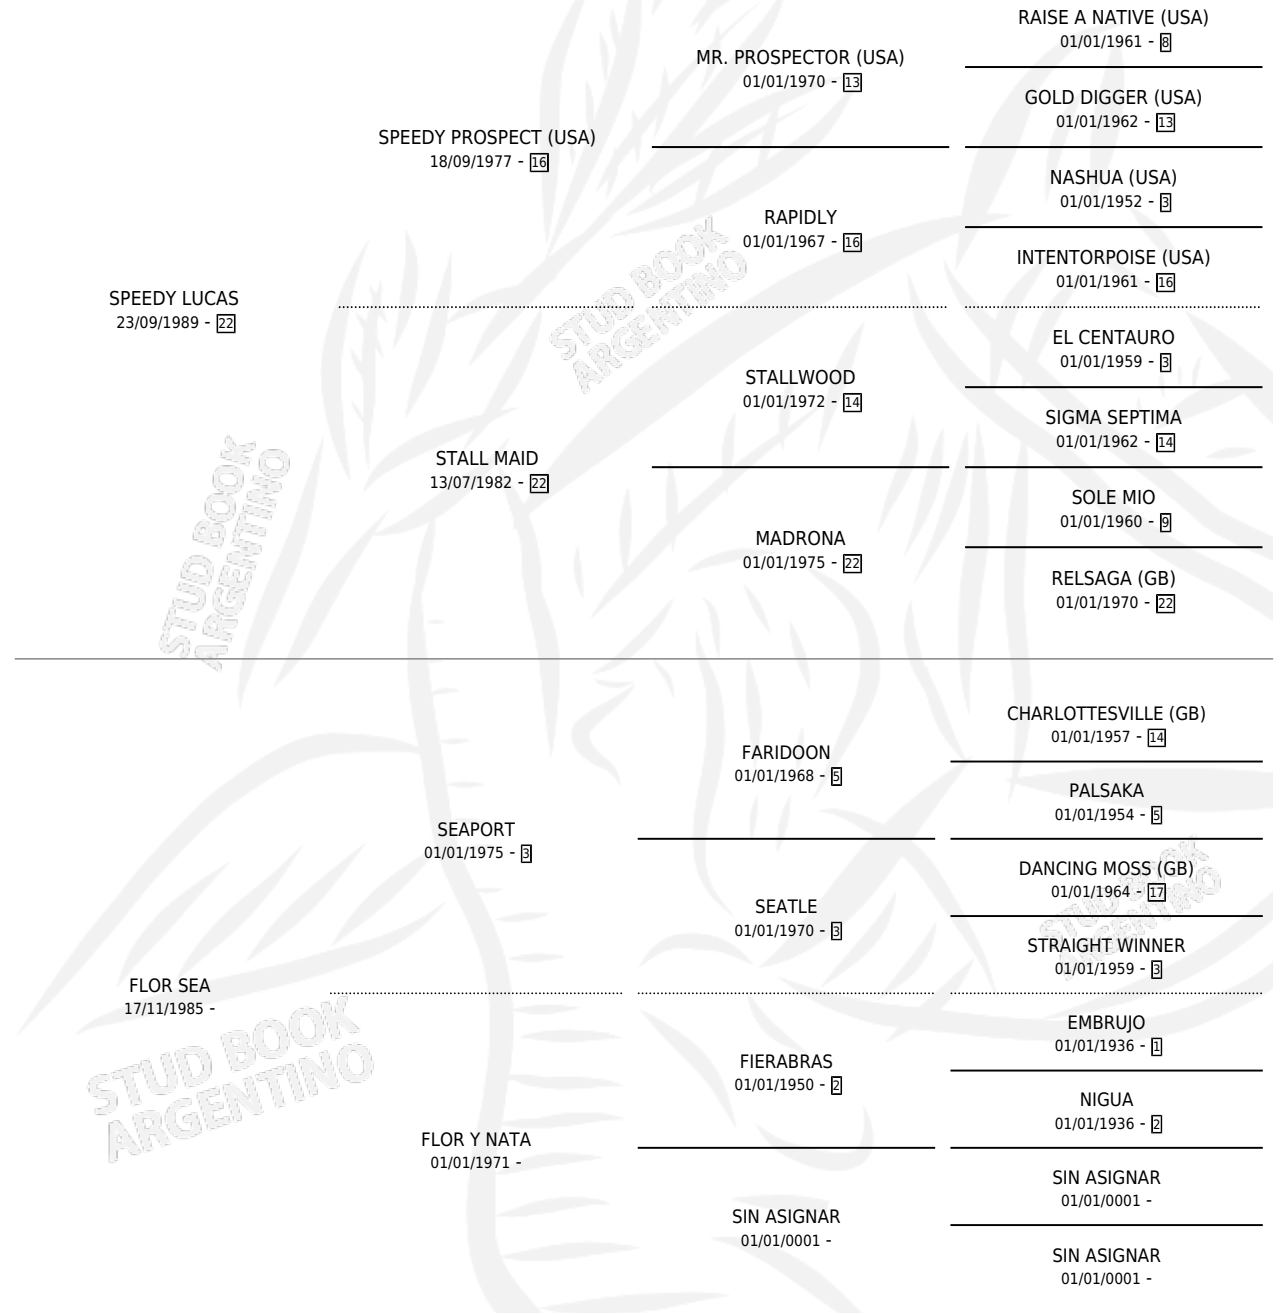 RAISE A NATIVE (USA)
01/01/1961 - 8
MR. PROSPECTOR (USA)
01/01/1970 - 13
GOLD DIGGER (USA)
01/01/1962 - 13
SPEEDY PROSPECT (USA)
18/09/1977 - 16
NASHUA (USA)
01/01/1952 - 3
RAPIDLY
01/01/1967 - 16
INTENTORPOISE (USA)
01/01/1961 - 16
SPEEDY LUCAS
23/09/1989 - 22
EL CENTAURO
01/01/1959 - 3
STALLWOOD
01/01/1972 - 14
SIGMA SEPTIMA
01/01/1962 - 14
STALL MAID
13/07/1982 - 22
SOLE MIO
01/01/1960 - 9
MADRONA
01/01/1975 - 22
RELSAGA (GB)
01/01/1970 - 22
CHARLOTTESVILLE (GB)
01/01/1957 - 14
FARIDOON
01/01/1968 - 5
PALSAKA
01/01/1954 - 5
SEAPORT
01/01/1975 - 3
DANCING MOSS (GB)
01/01/1964 - 17
SEATLE
01/01/1970 - 3
STRAIGHT WINNER
01/01/1959 - 3
FLOR SEA
17/11/1985 -
EMBRUJO
01/01/1936 - 1
FIERABRAS
01/01/1950 - 2
NIGUA
01/01/1936 - 2
FLOR Y NATA
01/01/1971 -
SIN ASIGNAR
01/01/0001 -
SIN ASIGNAR
01/01/0001 -
SIN ASIGNAR
01/01/0001 -
STUD BOOK
ARGENTINO
STUD BOOK
ARGENTINO
STUD BOOK
ARGENTINO
STUD BOOK
ARGENTINO